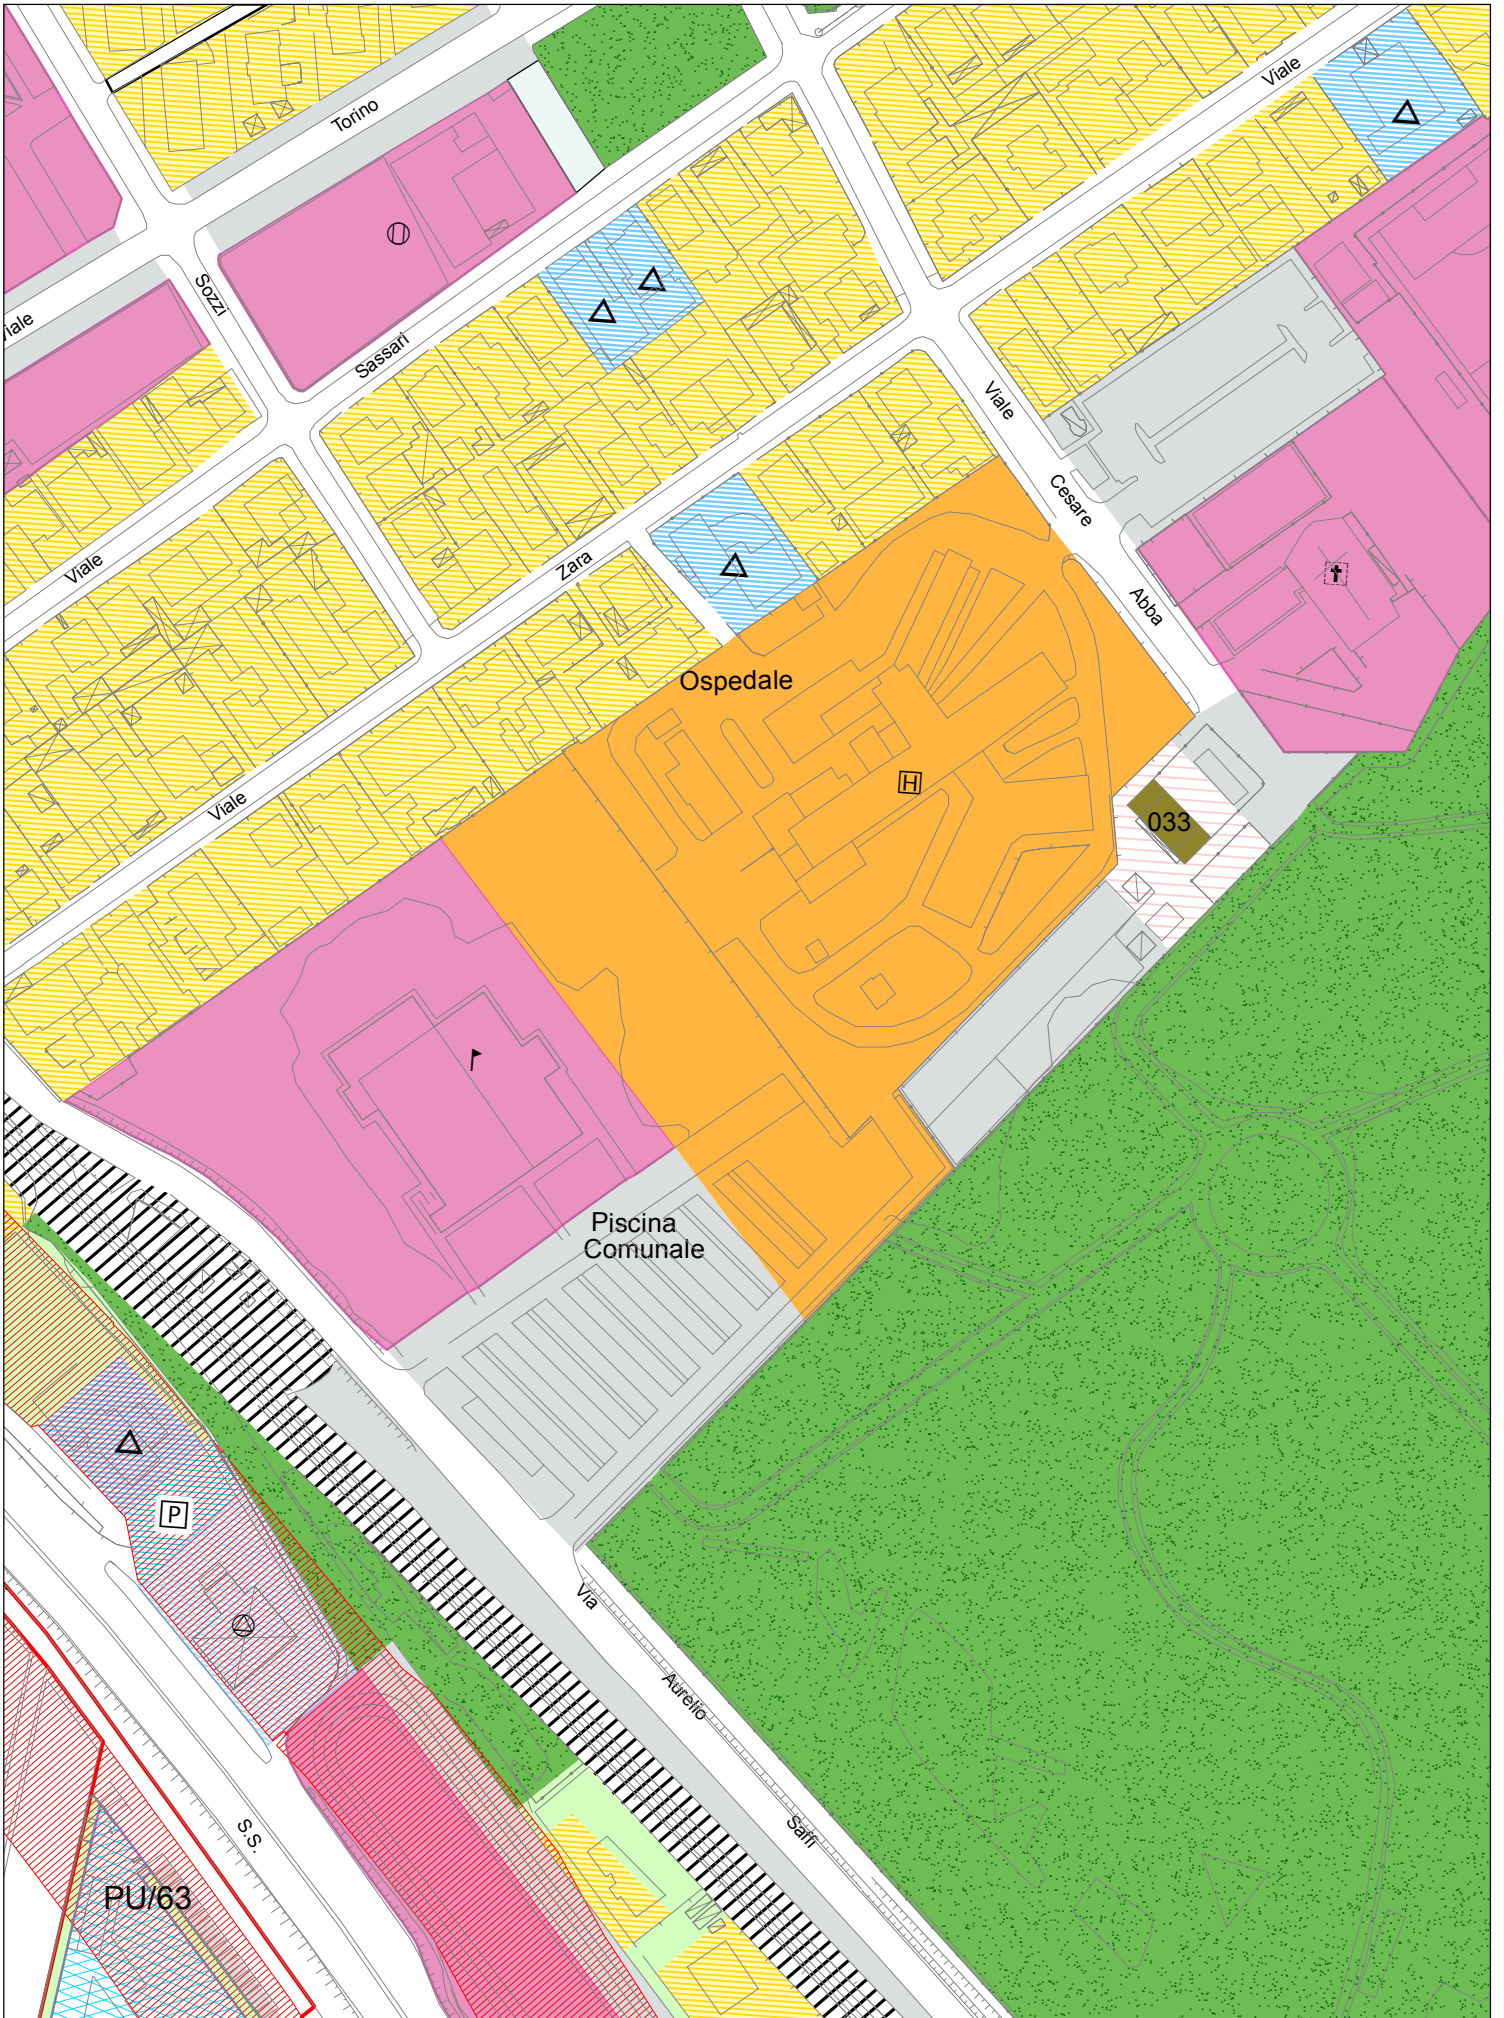 Viale
Torino
Sozzi
Viale
Sassari
Viale
Cesare
Abba
Viale
Zara
Ospedale
H
033
Viale
Piscina
Comunale
P
Via
Aurelio
Saffi
S.S.
PU/63